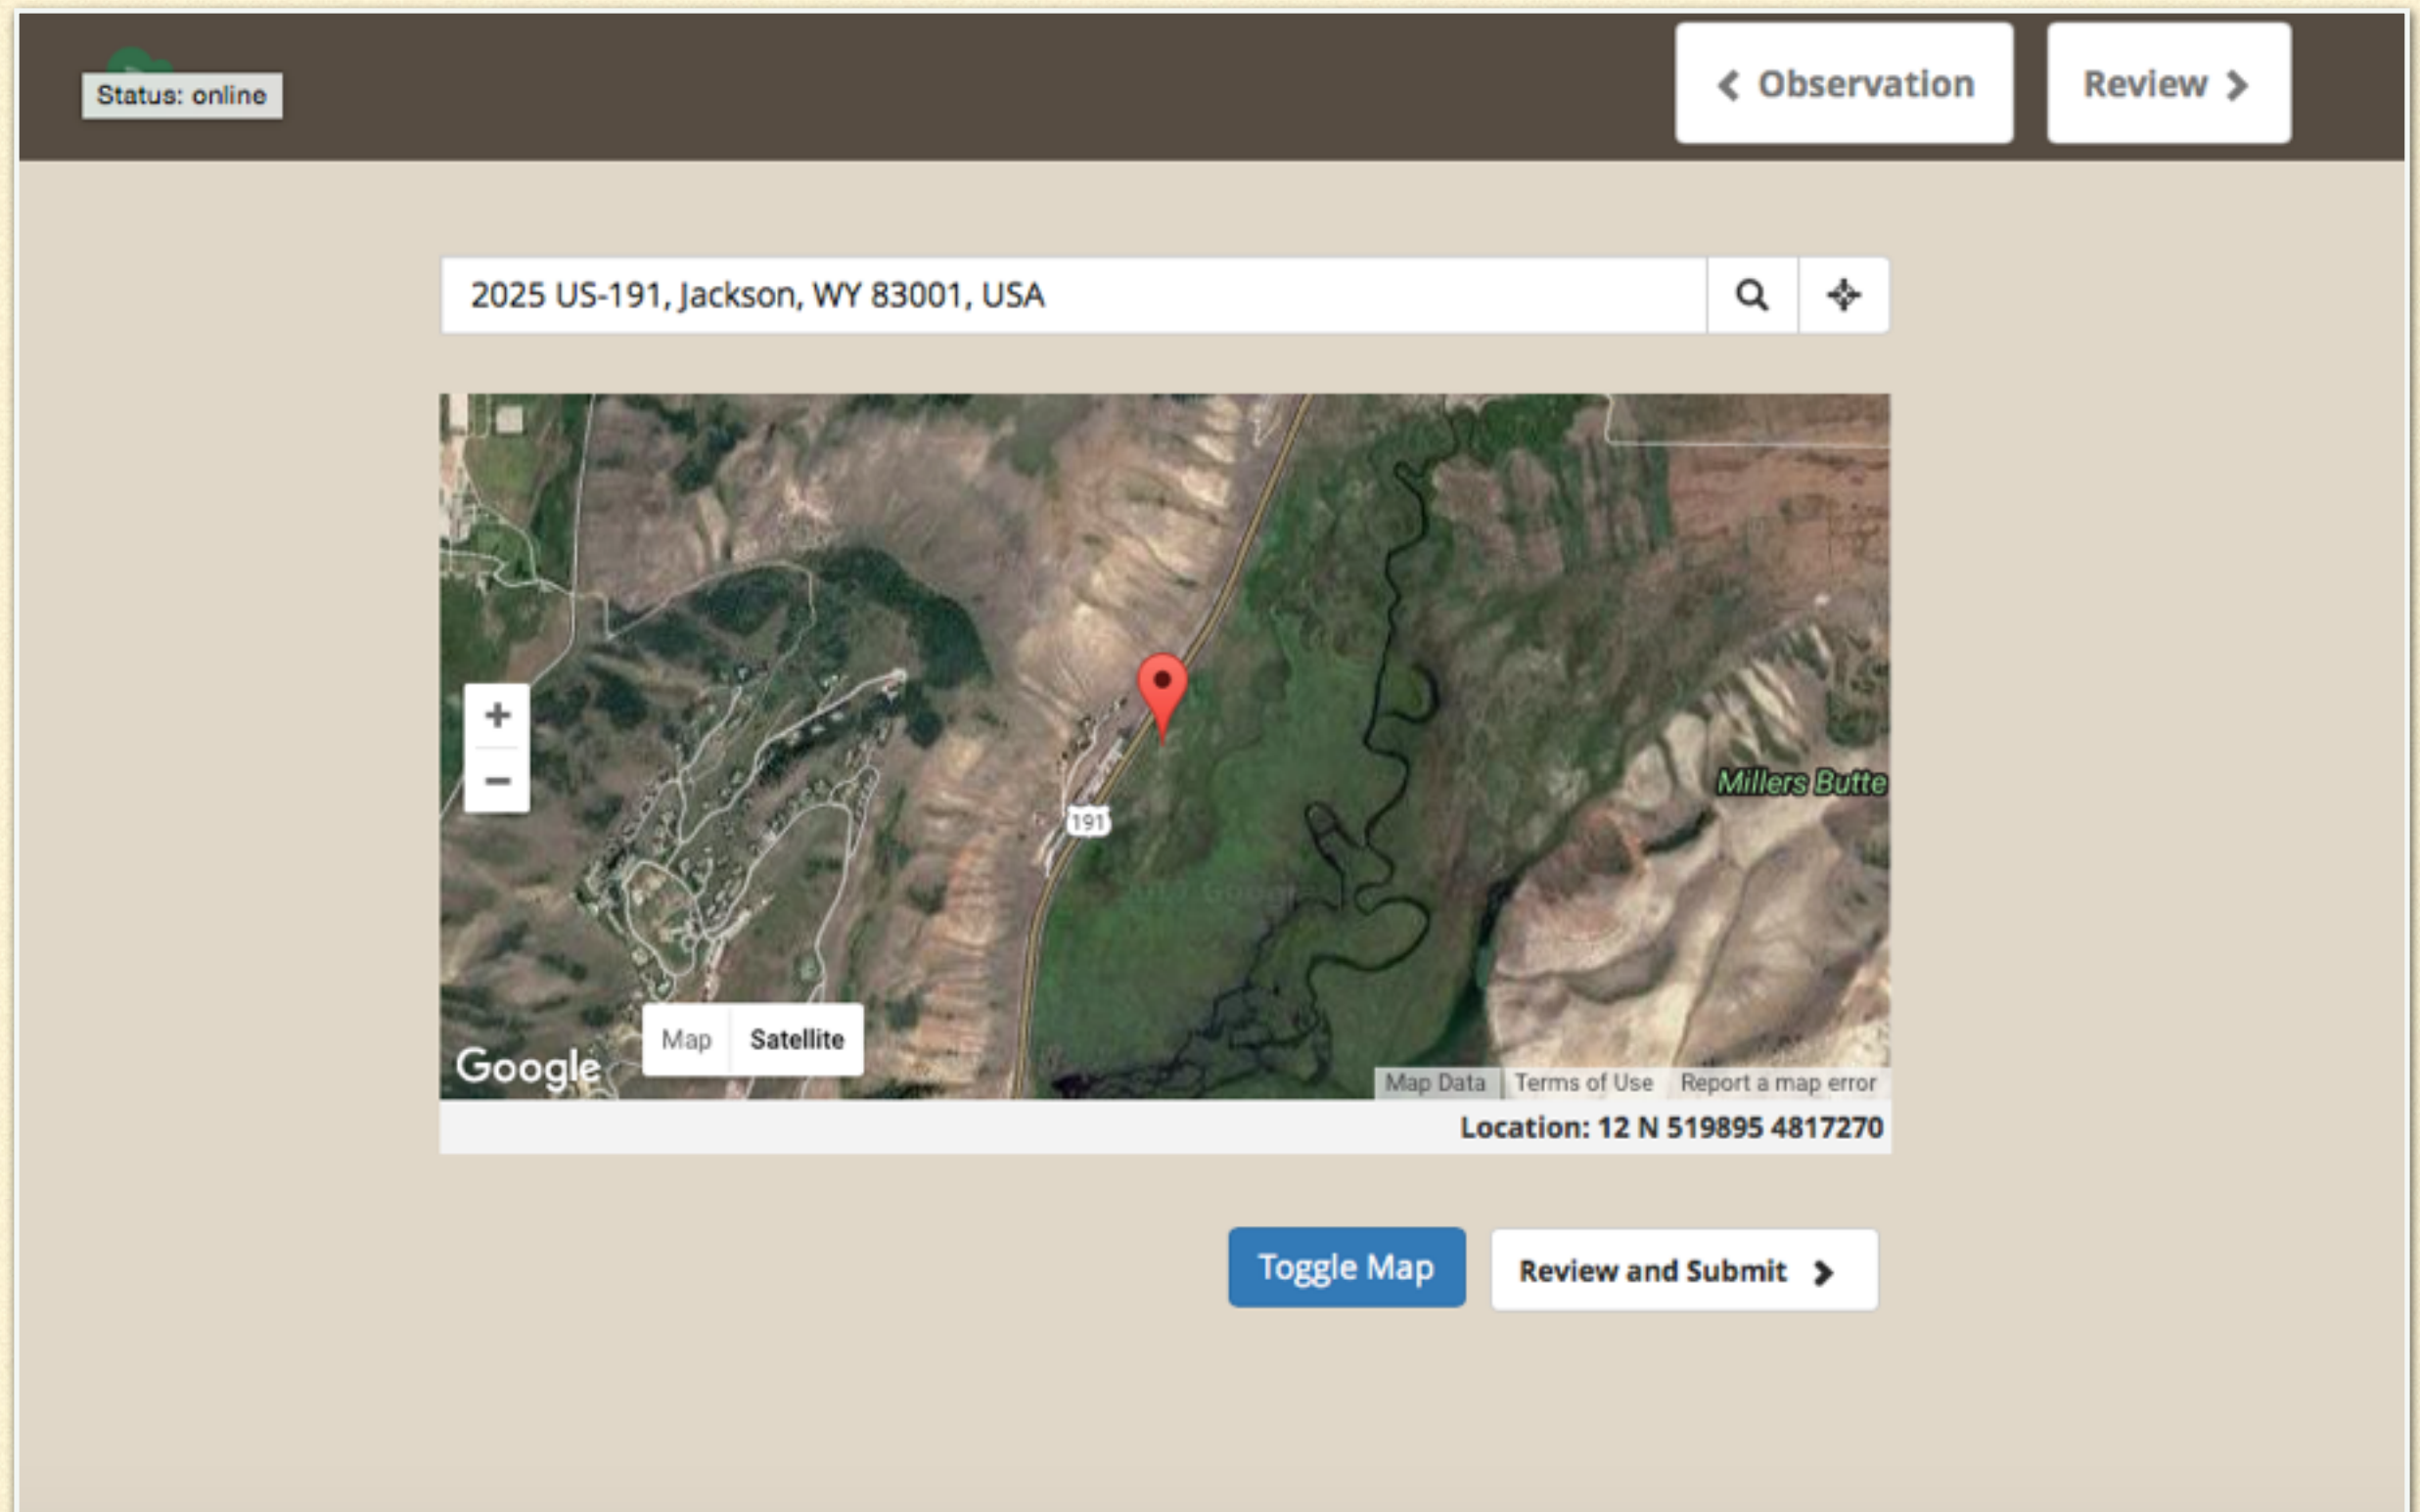 Status: online
Observation
Review
2025 US-191, Jackson, WY 83001, USA
Millers Butte
191
Map
Satellite
Google
Map Data
Terms of Use
Report a map error
Location: 12 N 519895 4817270
Toggle Map
Review and Submit